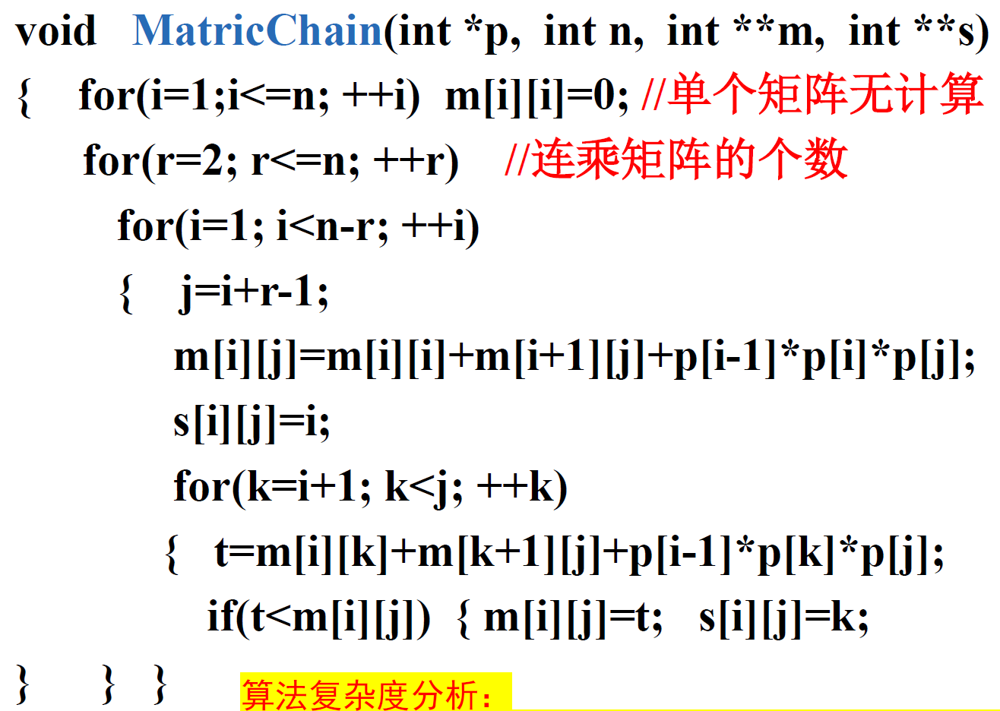 void MatricChain(int *p, int n, int **m, int **s)
{ for(i=1;i<=n; ++i) m[i][i]=0; //单个矩阵无计算
for(r=2; r<=n; ++r) //连乘矩阵的个数
for(i=1; i<n-r; ++i)
{ j=i+r-1;
m[i][j]=m[i][i]+m[i+1][j]+p[i-1]*p[i]*p[j];
s[i][j]=i;
for(k=i+1; k<j; ++k)
{ t=m[i][k]+m[k+1][j]+p[i-1]*p[k]*p[j];
if(t<m[i][j]) { m[i][j]=t; s[i][j]=k;
} } }
算法复杂度分析：